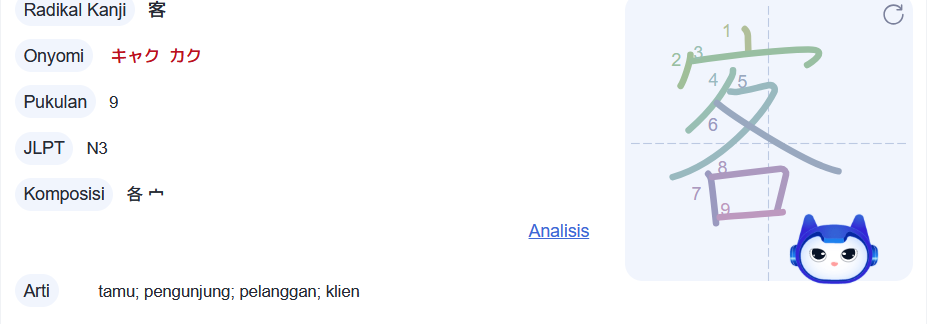 Radikal Kanji 客
Onyomi キャク カク
Pukulan 9
JLPT N3
Komposisi 各 宀
Analisis
Arti tamu; pengunjung; pelanggan; klien
客
1
2
3
4
5
6
7
8
9